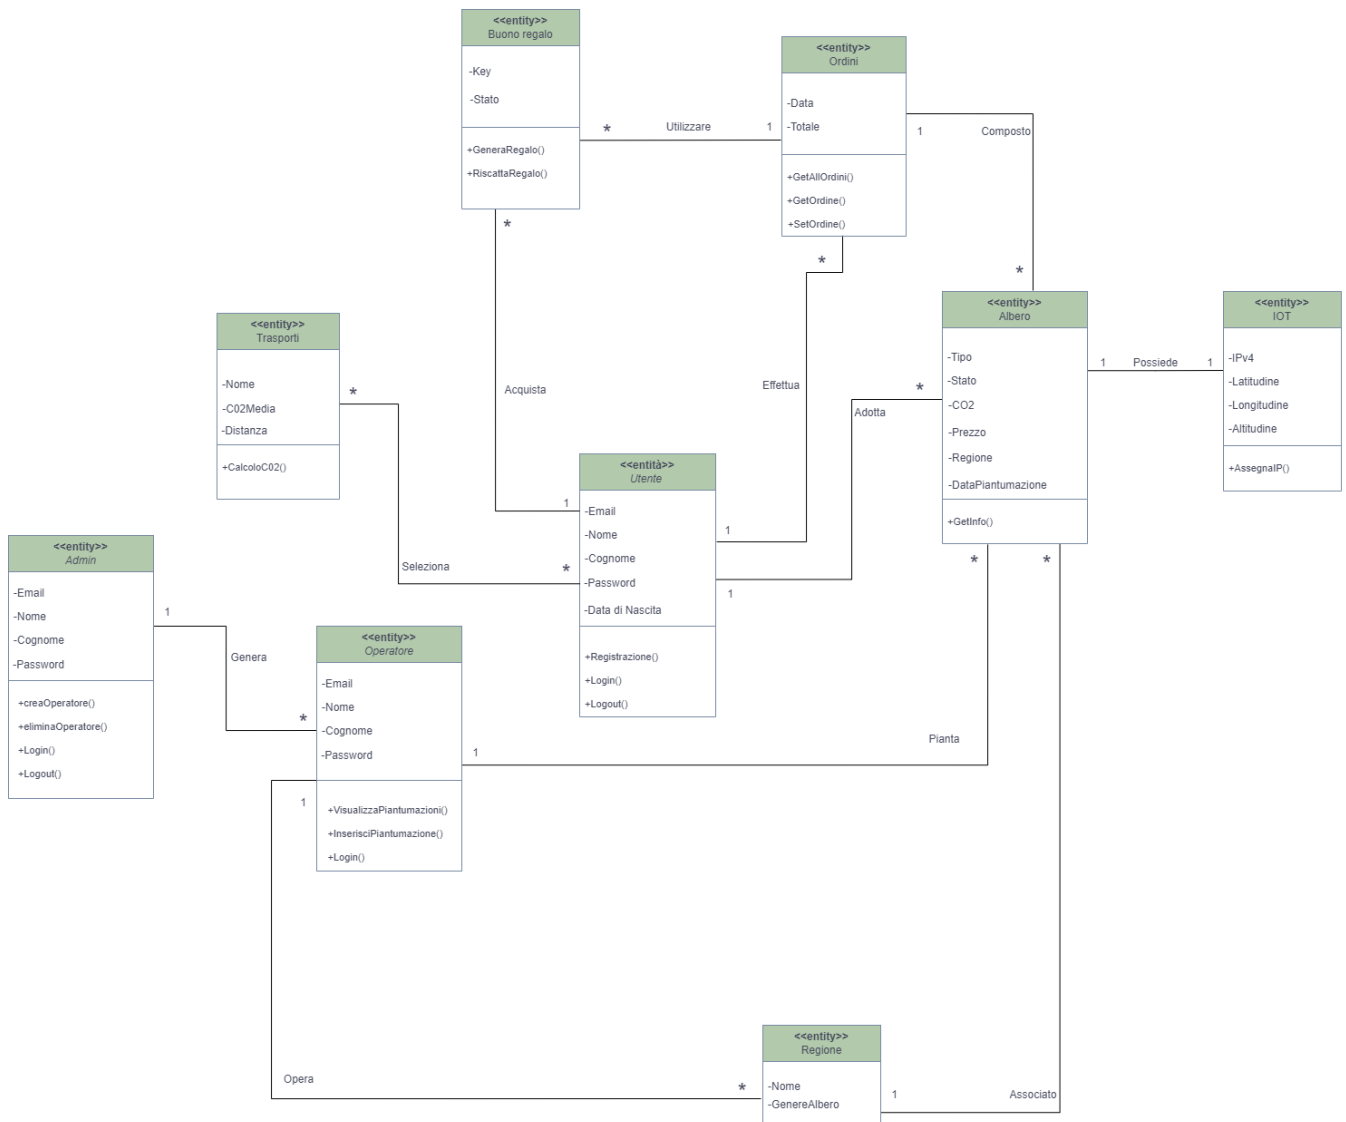 <<entity>>
Buono regalo
-Key
-Stato
+GeneraRegalo()
+RiscattaRegalo()
*
Utilizzare
1
<<entity>>
Ordini
-Data
-Totale
+GetAllOrdini()
+GetOrdine()
+SetOrdine()
1
Composto
*
*
*
<<entity>>
Trasporti
-Nome
-C02Media
-Distanza
+CalcoloC02()
*
Acquista
Effettua
Adotta
*
<<entity>>
Albero
-Tipo
-Stato
-CO2
-Prezzo
-Regione
-DataPiantumazione
+GetInfo()
1
Possiede
1
<<entity>>
IOT
-IPv4
-Latitudine
-Longitudine
-Altitudine
+AssegnaIP()
<<entità>>
Utente
-Email
-Nome
-Cognome
-Password
-Data di Nascita
+Registrazione()
+Login()
+Logout()
1
1
1
Seleziona
*
*
*
<<entity>>
Admin
-Email
-Nome
-Cognome
-Password
+creaOperatore()
+eliminaOperatore()
+Login()
+Logout()
1
Genera
*
<<entity>>
Operatore
-Email
-Nome
-Cognome
-Password
+VisualizzaPiantumazioni()
+InserisciPiantumazione()
+Login()
1
Pianta
1
Opera
*
<<entity>>
Regione
-Nome
-GenereAlbero
1
Associato